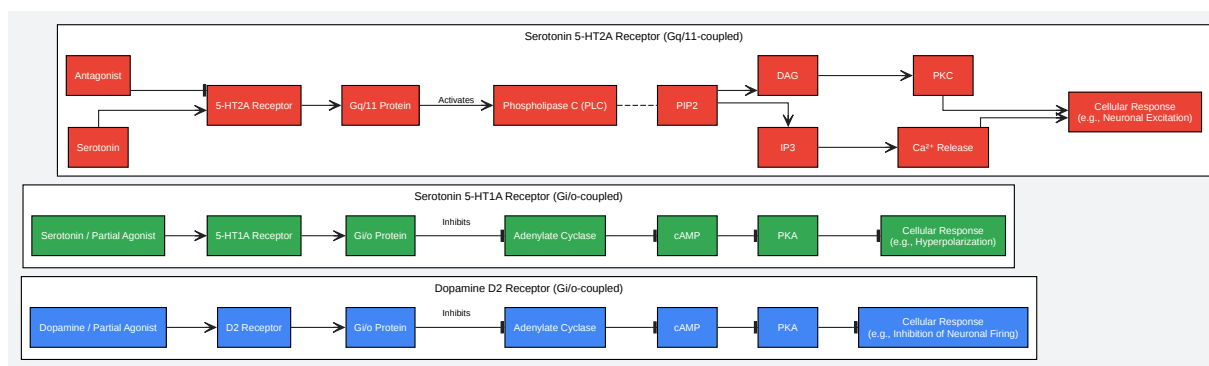 Serotonin 5-HT2A Receptor (Gq/11-coupled)
Antagonist
Serotonin
5-HT2A Receptor
Gq/11 Protein
Activates
Phospholipase C (PLC)
PIP2
DAG
IP3
PKC
Ca²⁺ Release
Cellular Response
(e.g., Neuronal Excitation)
Serotonin 5-HT1A Receptor (Gi/o-coupled)
Serotonin / Partial Agonist
5-HT1A Receptor
Gi/o Protein
Inhibits
Adenylate Cyclase
cAMP
PKA
Cellular Response
(e.g., Hyperpolarization)
Dopamine D2 Receptor (Gi/o-coupled)
Dopamine / Partial Agonist
D2 Receptor
Gi/o Protein
Inhibits
Adenylate Cyclase
cAMP
PKA
Cellular Response
(e.g., Inhibition of Neuronal Firing)